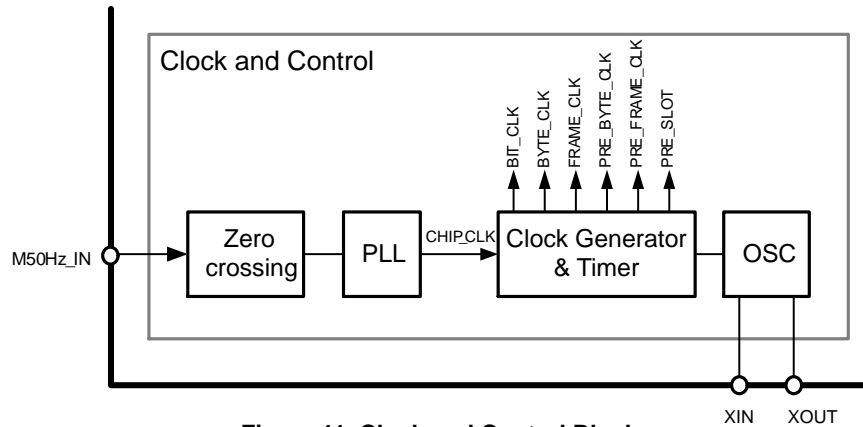 Clock and Control
BIT_CLK
BYTE_CLK
FRAME_CLK
PRE_BYTE_CLK
PRE_FRAME_CLK
PRE_SLOT
M50Hz_IN
Zero
crossing
PLL
CHIP_CLK
Clock Generator
& Timer
OSC
XIN
XOUT